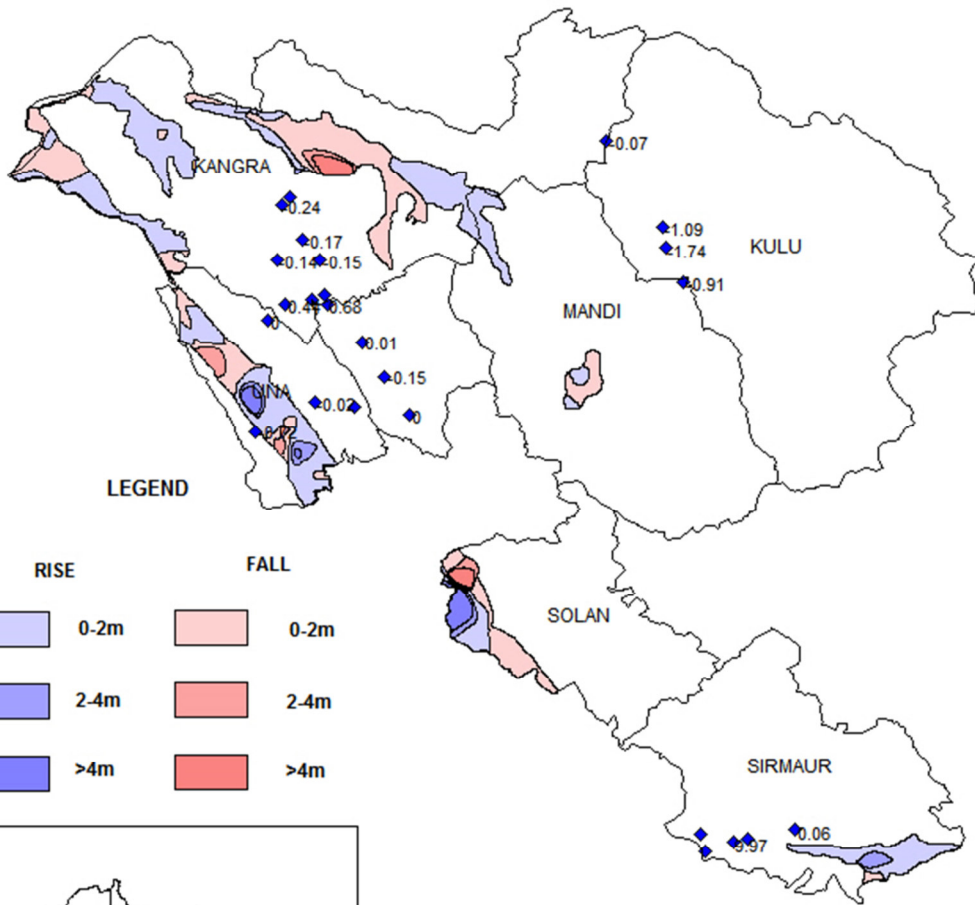 -0.07
KANGRA
-0.24
-1.09
-0.17
-1.74
KULU
-0.14
-0.15
-0.91
0.68
MANDI
0
0.01
-0.15
UNA
-0.02
0
LEGEND
RISE
FALL
0-2m
0-2m
SOLAN
2-4m
2-4m
>4m
>4m
SIRMAUR
0.06